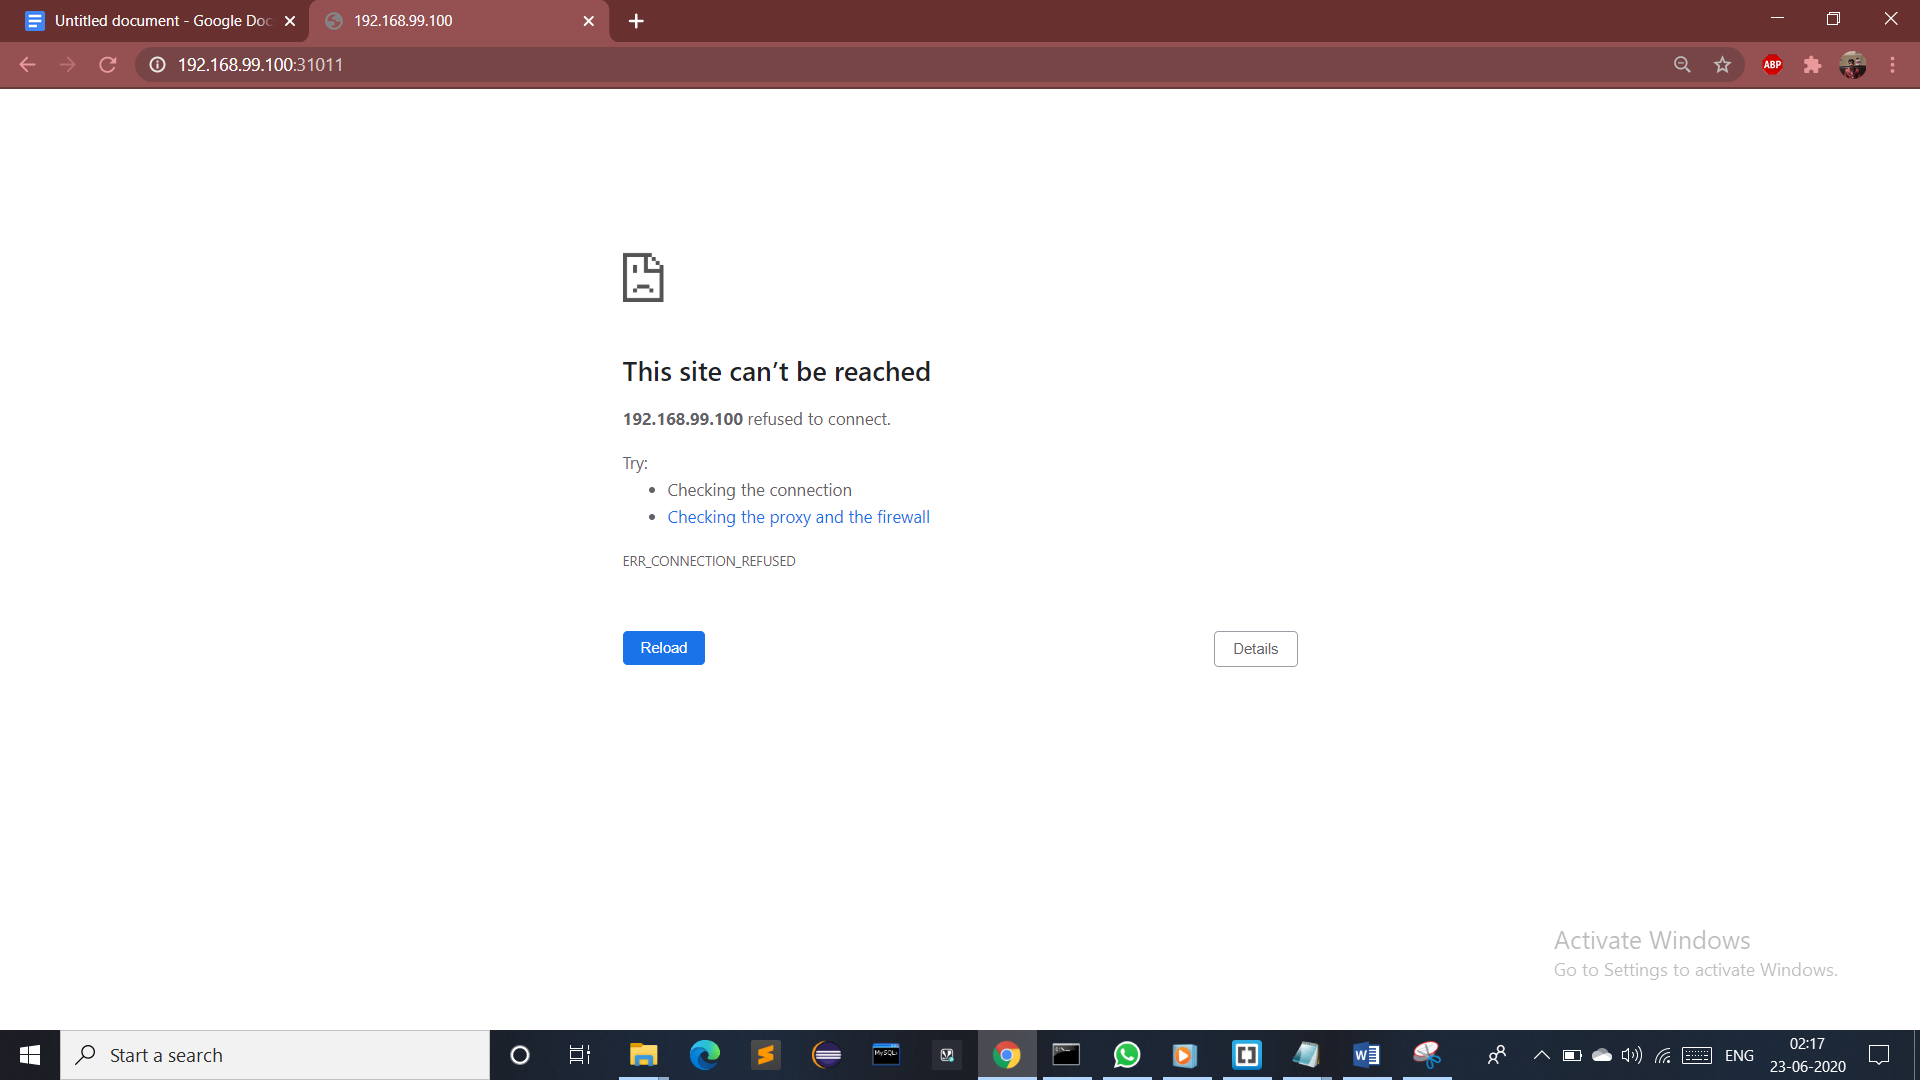 Untitled document - Google Doc
192.168.99.100
192.168.99.100:31011
ABP
This site can’t be reached
192.168.99.100 refused to connect.
Try:
Checking the connection
Checking the proxy and the firewall
ERR_CONNECTION_REFUSED
Reload
Details
Activate Windows
Go to Settings to activate Windows.
Start a search
MySQL
ENG
02:17
23-06-2020